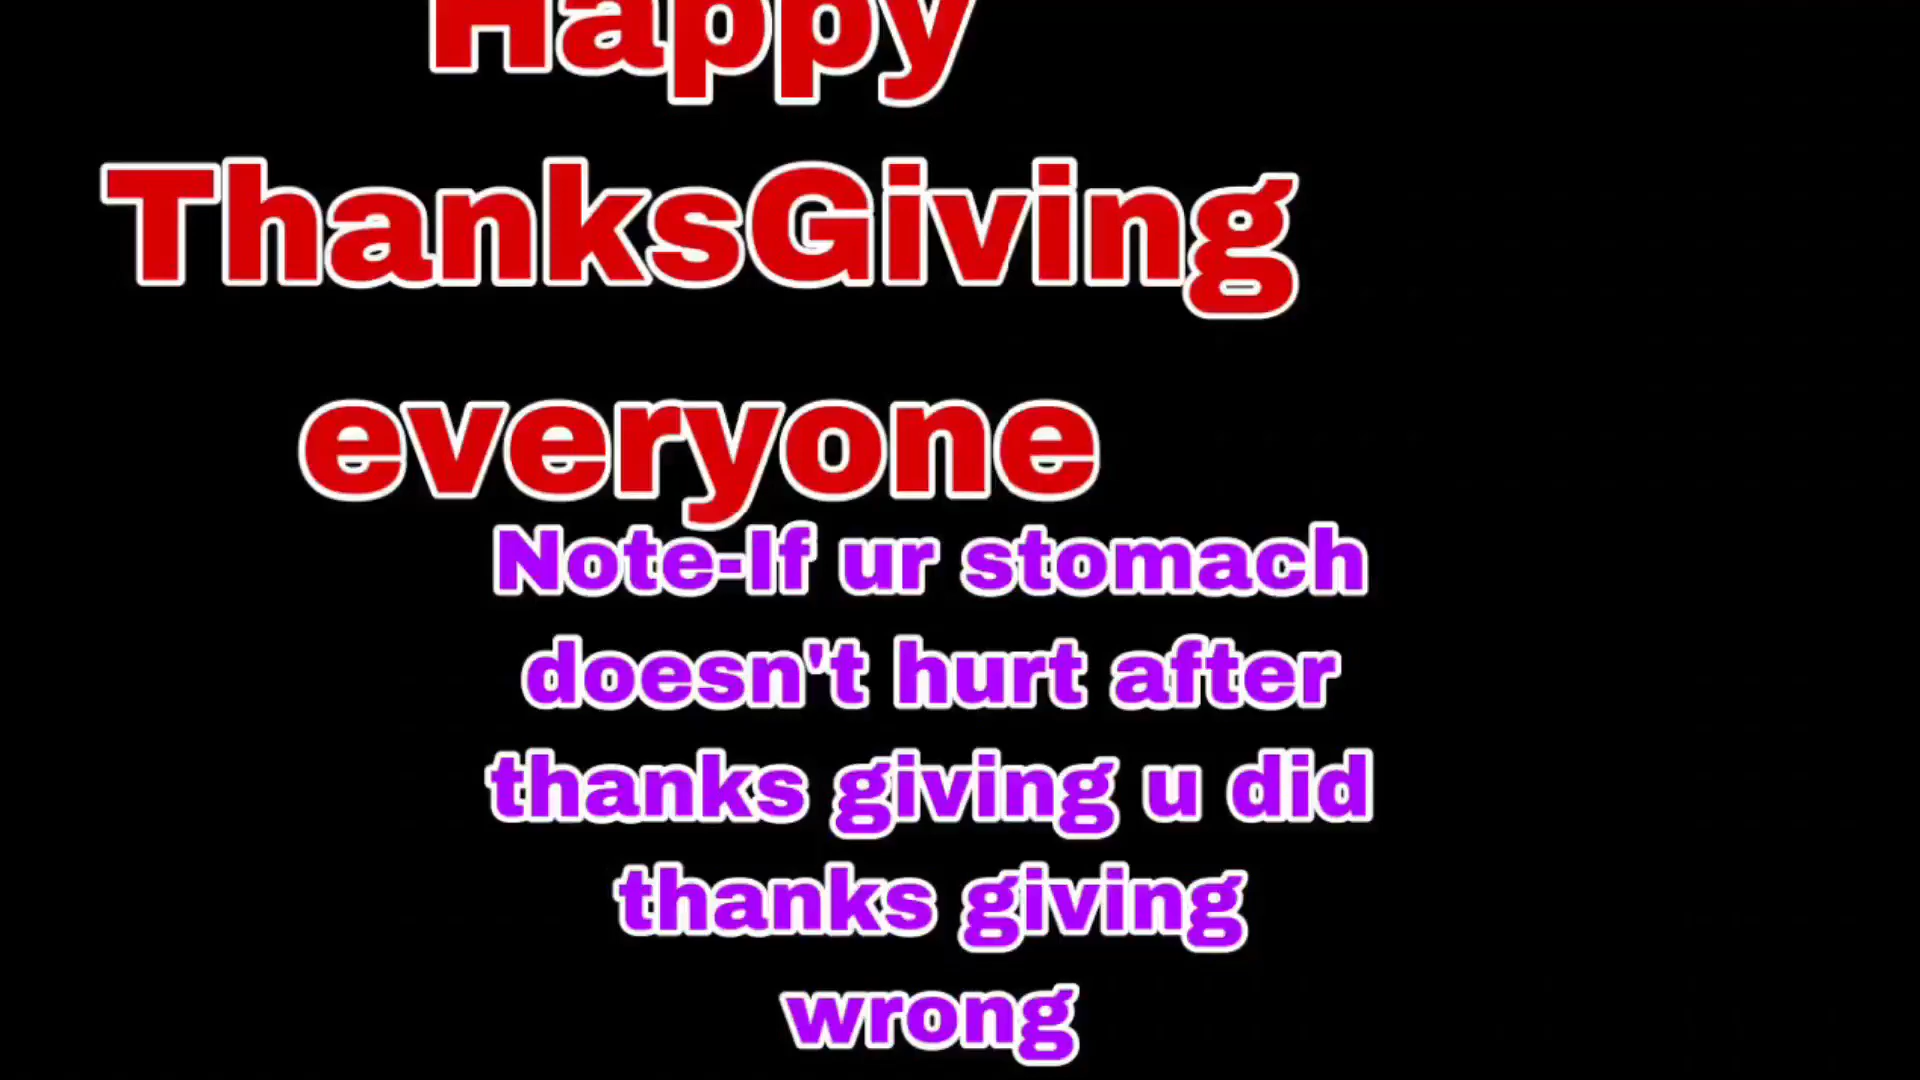 Happy
ThanksGiving
everyone
Note-If ur stomach
doesn't hurt after
thanks giving u did
thanks giving
wrong